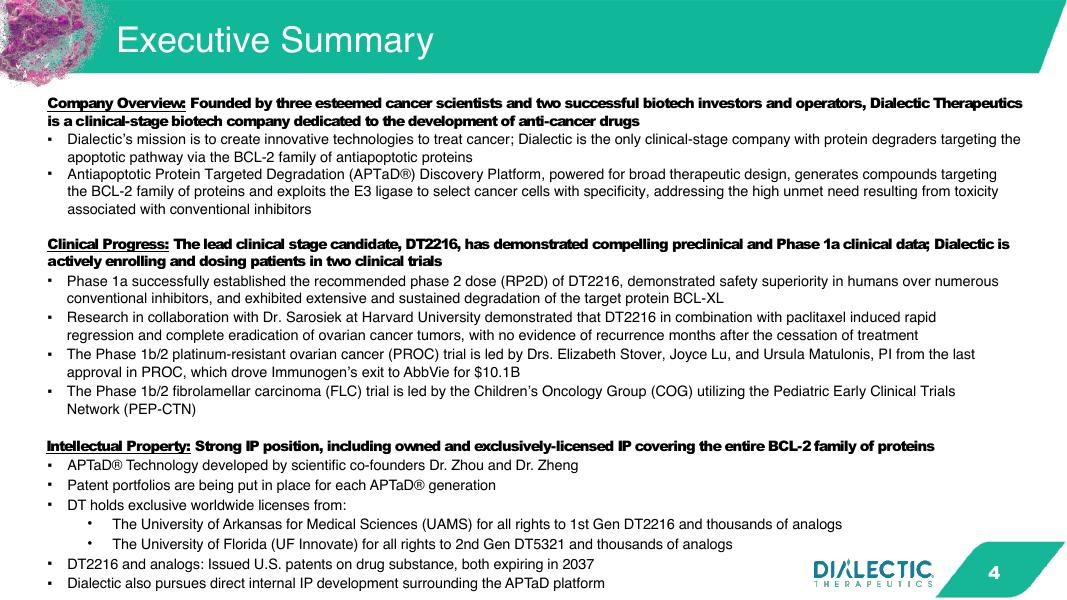 Executive Summary
Company Overview: Founded by three esteemed cancer scientists and two successful biotech investors and operators, Dialectic Therapeutics
is a clinical-stage biotech company dedicated to the development of anti-cancer drugs
▪ Dialectic's mission is to create innovative technologies to treat cancer; Dialectic is the only clinical-stage company with protein degraders targeting the
apoptotic pathway via the BCL-2 family of antiapoptotic proteins
▪ Antiapoptotic Protein Targeted Degradation (APTaD®) Discovery Platform, powered for broad therapeutic design, generates compounds targeting
the BCL-2 family of proteins and exploits the E3 ligase to select cancer cells with specificity, addressing the high unmet need resulting from toxicity
associated with conventional inhibitors
Clinical Progress: The lead clinical stage candidate, DT2216, has demonstrated compelling preclinical and Phase 1a clinical data; Dialectic is
actively enrolling and dosing patients in two clinical trials
▪ Phase 1a successfully established the recommended phase 2 dose (RP2D) of DT2216, demonstrated safety superiority in humans over numerous
conventional inhibitors, and exhibited extensive and sustained degradation of the target protein BCL-XL
▪ Research in collaboration with Dr. Sarosiek at Harvard University demonstrated that DT2216 in combination with paclitaxel induced rapid
regression and complete eradication of ovarian cancer tumors, with no evidence of recurrence months after the cessation of treatment
▪ The Phase 1b/2 platinum-resistant ovarian cancer (PROC) trial is led by Drs. Elizabeth Stover, Joyce Lu, and Ursula Matulonis, PI from the last
approval in PROC, which drove Immunogen's exit to AbbVie for $10.1B
▪ The Phase 1b/2 fibrolamellar carcinoma (FLC) trial is led by the Children's Oncology Group (COG) utilizing the Pediatric Early Clinical Trials
Network (PEP-CTN)
Intellectual Property: Strong IP position, including owned and exclusively-licensed IP covering the entire BCL-2 family of proteins
▪ APTaD® Technology developed by scientific co-founders Dr. Zhou and Dr. Zheng
▪ Patent portfolios are being put in place for each APTaD® generation
▪ DT holds exclusive worldwide licenses from:
• The University of Arkansas for Medical Sciences (UAMS) for all rights to 1st Gen DT2216 and thousands of analogs
• The University of Florida (UF Innovate) for all rights to 2nd Gen DT5321 and thousands of analogs
▪ DT2216 and analogs: Issued U.S. patents on drug substance, both expiring in 2037
▪ Dialectic also pursues direct internal IP development surrounding the APTaD platform
DIALECTIC
THERAPEUTICS
4